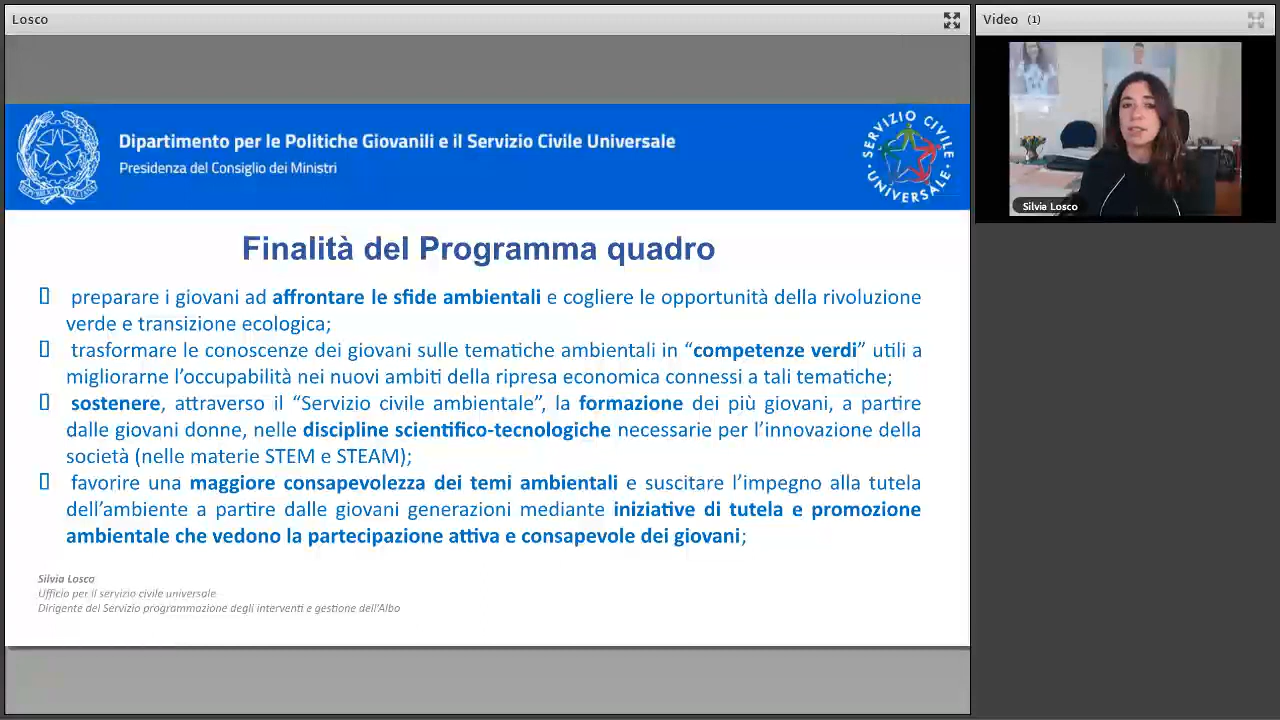 Losco
Video (1)
Dipartimento per le Politiche Giovanili e il Servizio Civile Universale
Presidenza del Consiglio dei Ministri
SERVIZIO CIVILE
UNIVERSALE
Silvia Losco
Finalità del Programma quadro
preparare i giovani ad affrontare le sfide ambientali e cogliere le opportunità della rivoluzione
verde e transizione ecologica;
trasformare le conoscenze dei giovani sulle tematiche ambientali in “competenze verdi” utili a
migliorarne l’occupabilità nei nuovi ambiti della ripresa economica connessi a tali tematiche;
sostenere, attraverso il “Servizio civile ambientale”, la formazione dei più giovani, a partire
dalle giovani donne, nelle discipline scientifico-tecnologiche necessarie per l’innovazione della
società (nelle materie STEM e STEAM);
favorire una maggiore consapevolezza dei temi ambientali e suscitare l’impegno alla tutela
dell’ambiente a partire dalle giovani generazioni mediante iniziative di tutela e promozione
ambientale che vedono la partecipazione attiva e consapevole dei giovani;
Silvia Losco
Ufficio per il servizio civile universale
Dirigente del Servizio programmazione degli interventi e gestione dell’Albo